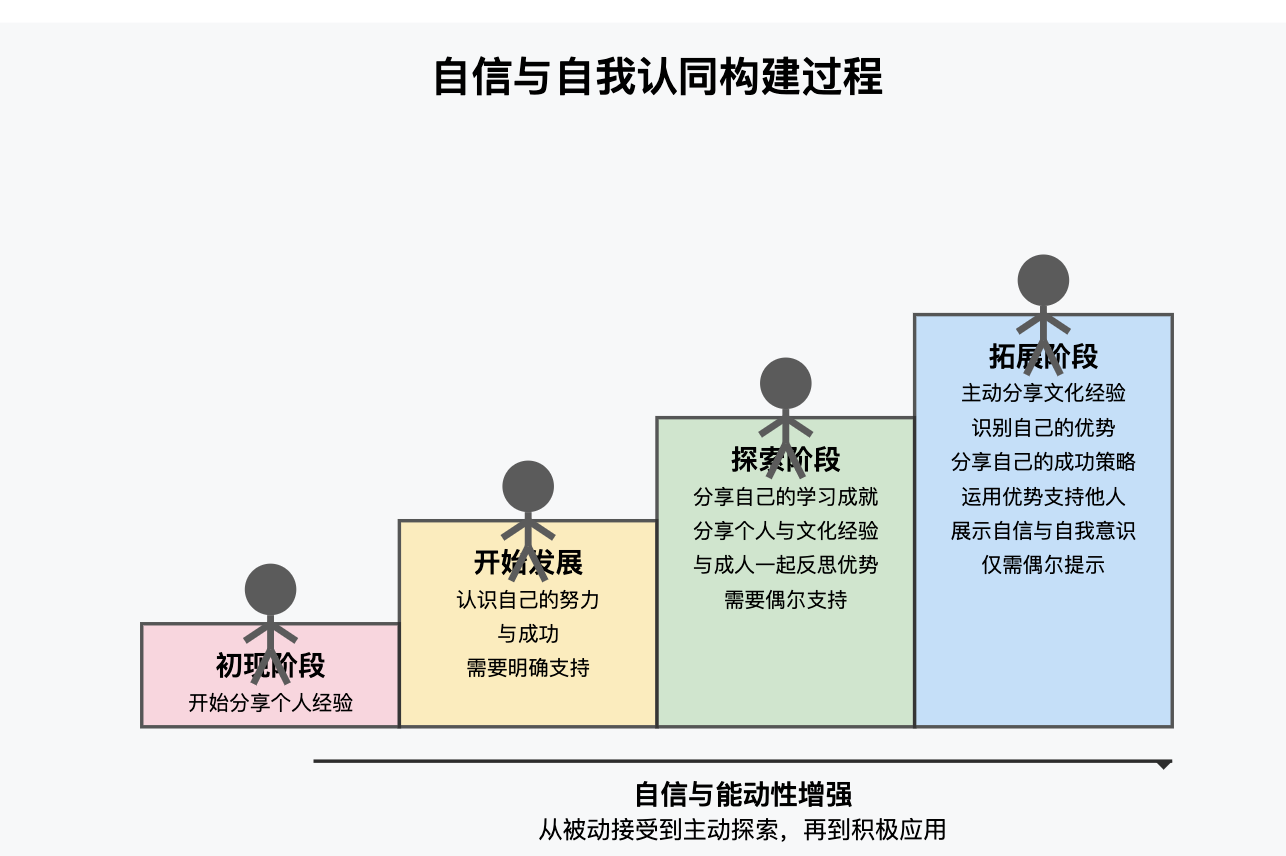 自信与自我认同构建过程
初现阶段
开始分享个人经验
开始发展
认识自己的努力
与成功
需要明确支持
探索阶段
分享自己的学习成就
分享个人与文化经验
与成人一起反思优势
需要偶尔支持
拓展阶段
主动分享文化经验
识别自己的优势
分享自己的成功策略
运用优势支持他人
展示自信与自我意识
仅需偶尔提示
自信与能动性增强
从被动接受到主动探索，再到积极应用